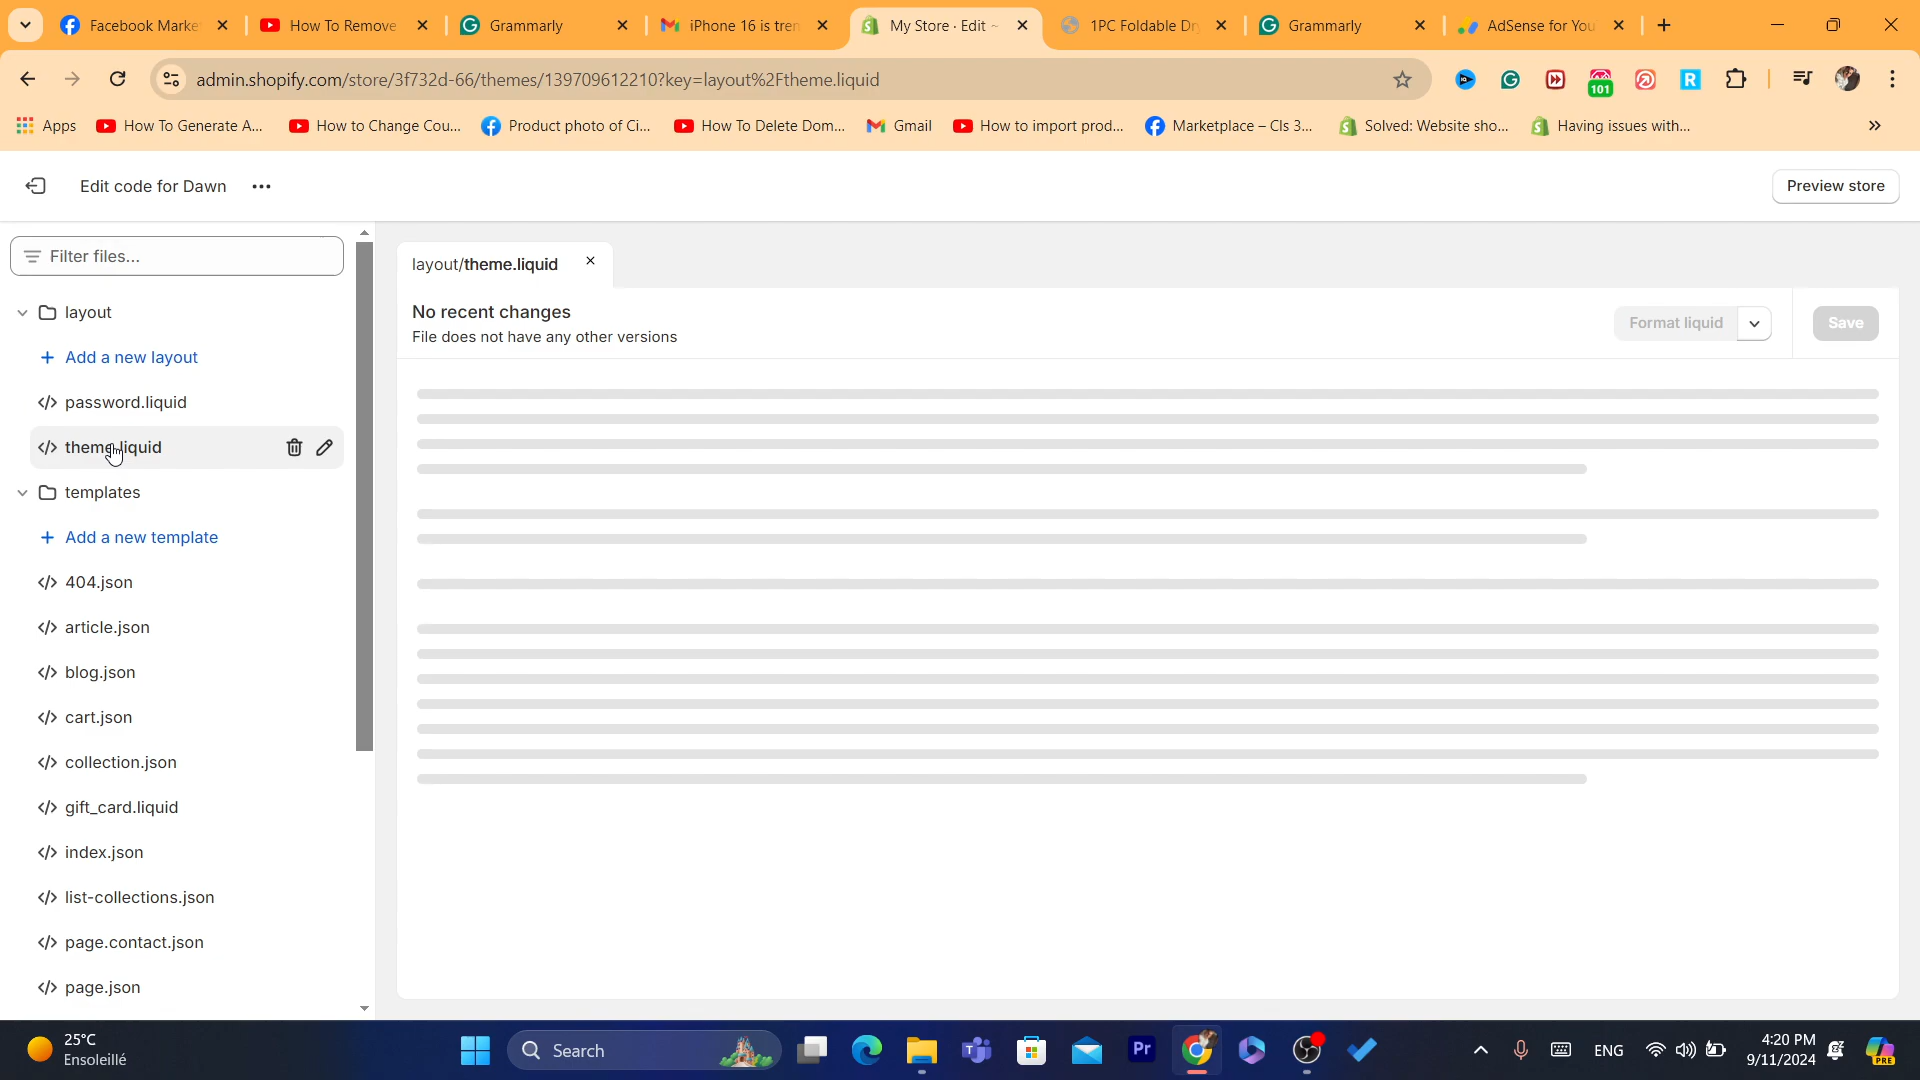 Facebook Marke
How To Remove
Grammarly
iPhone 16 is tren
My Store · Edit ~
1PC Foldable Dr
Grammarly
AdSense for You
admin.shopify.com/store/3f732d-66/themes/139709612210?key=layout%2Ftheme.liquid
101
Apps
How To Generate A...
How to Change Cou...
Product photo of Ci...
How To Delete Dom...
Gmail
How to import prod...
Marketplace – Cls 3...
Solved: Website sho...
Having issues with...
Edit code for Dawn
Preview store
Filter files...
layout
Add a new layout
password.liquid
theme.liquid
templates
Add a new template
404.json
article.json
blog.json
cart.json
collection.json
gift_card.liquid
index.json
list-collections.json
page.contact.json
page.json
layout/theme.liquid
No recent changes
File does not have any other versions
Format liquid
Save
25°C
Ensoleillé
Search
Pr
ENG
4:20 PM
9/11/2024
PRE